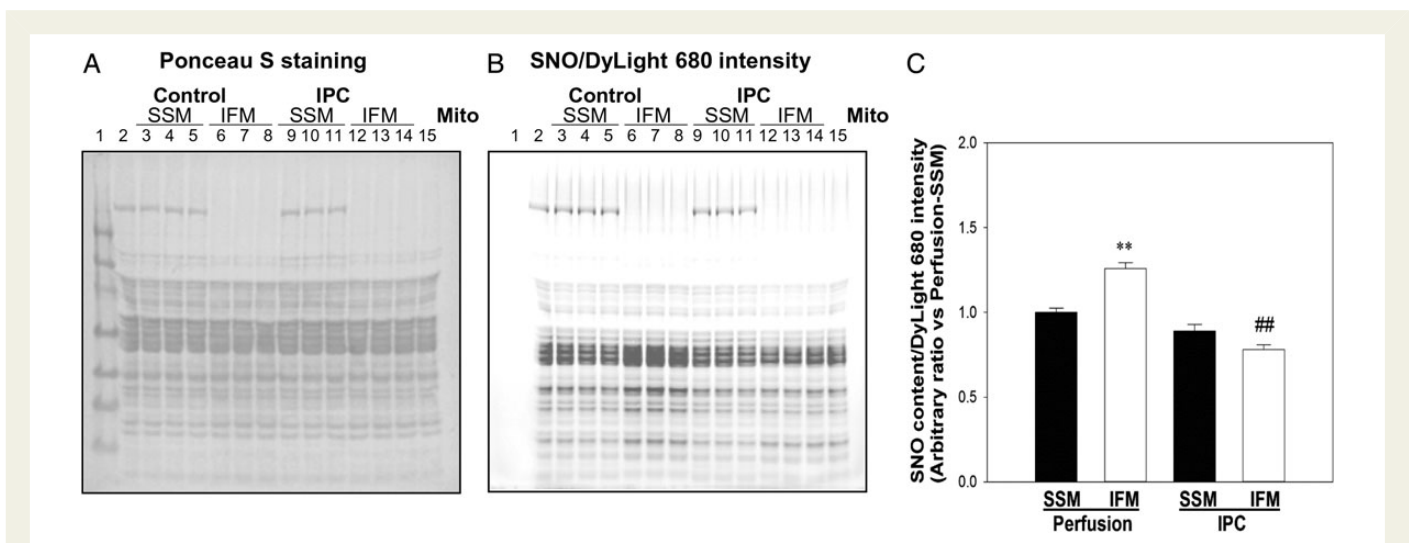 A Ponceau S staining
Control IPC
SSM IFM SSM IFM Mito
1 2 3 4 5 6 7 8 9 10 11 12 13 14 15
B SNO/DyLight 680 intensity
Control IPC
SSM IFM SSM IFM Mito
1 2 3 4 5 6 7 8 9 10 11 12 13 14 15
C
SNO content/DyLight 680 intensity
(Arbitrary ratio vs Perfusion-SSM)
2.0
1.5
1.0
0.5
0.0
**
##
SSM IFM SSM IFM
Perfusion IPC